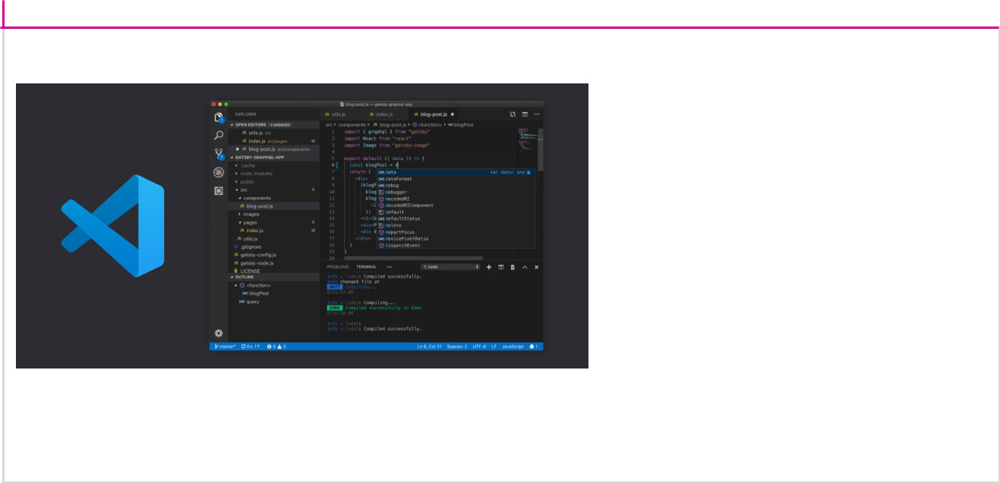 blog-post.js — gatsby-graphql-app
EXPLORER
OPEN EDITORS 1 UNSAVED
JS utils.js src
JS index.js src/pages M
JS blog-post.js src/components
GATSBY-GRAPHQL-APP
.cache
node_modules
public
src
components
JS blog-post.js
images
pages
JS index.js M
JS utils.js
.gitignore
JS gatsby-config.js
JS gatsby-node.js
LICENSE
OUTLINE
<function>
blogPost
query
JS utils.js JS index.js JS blog-post.js
src components JS blog-post.js <function> blogPost
1 import { graphql } from "gatsby"
2 import React from "react"
3 import Image from "gatsby-image"
4
5 export default ({ data }) => {
6 const blogPost = d
7 return ( data var data: any
8 <div> dateFormat
9 {blogP debug
10 blog debugger
11 blog decodeURI
12 <I decodeURIComponent
13 )} default
14 <h1>{b defaultStatus
15 <div>P delete
16 <div d departFocus
17 </div> devicePixelRatio
18 ) dispatchEvent
19 }
20
PROBLEMS TERMINAL ··· 1: node
info : [wdm]: Compiled successfully.
info changed file at
WAIT Compiling...
9:51:57 AM
info : [wdm]: Compiling...
DONE Compiled successfully in 63ms
9:51:58 AM
info : [wdm]:
info : [wdm]: Compiled successfully.
master* 0↓ 1↑ 0 0 Ln 6, Col 21 Spaces: 2 UTF-8 LF JavaScript 1